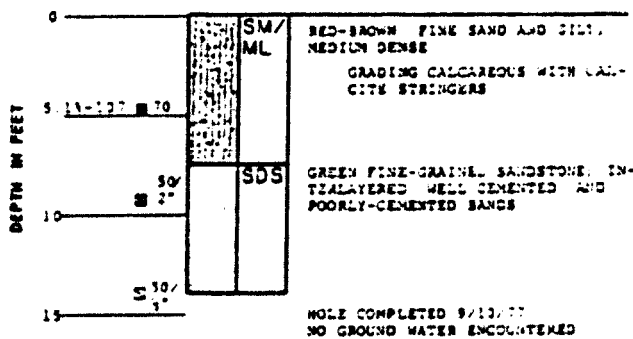 0
SM/
ML
RED-BROWN FINE SAND AND SILT,
MEDIUM DENSE
GRADING CALCAREOUS WITH CAL-
CITE STRINGERS
5
70
DEPTH IN FEET
SDS
GREEN FINE-GRAINED SANDSTONE; IN-
TERLAYERED WELL CEMENTED AND
POORLY-CEMENTED SANDS
50/
2"
10
50/
15
HOLE COMPLETED
NO GROUND WATER ENCOUNTERED